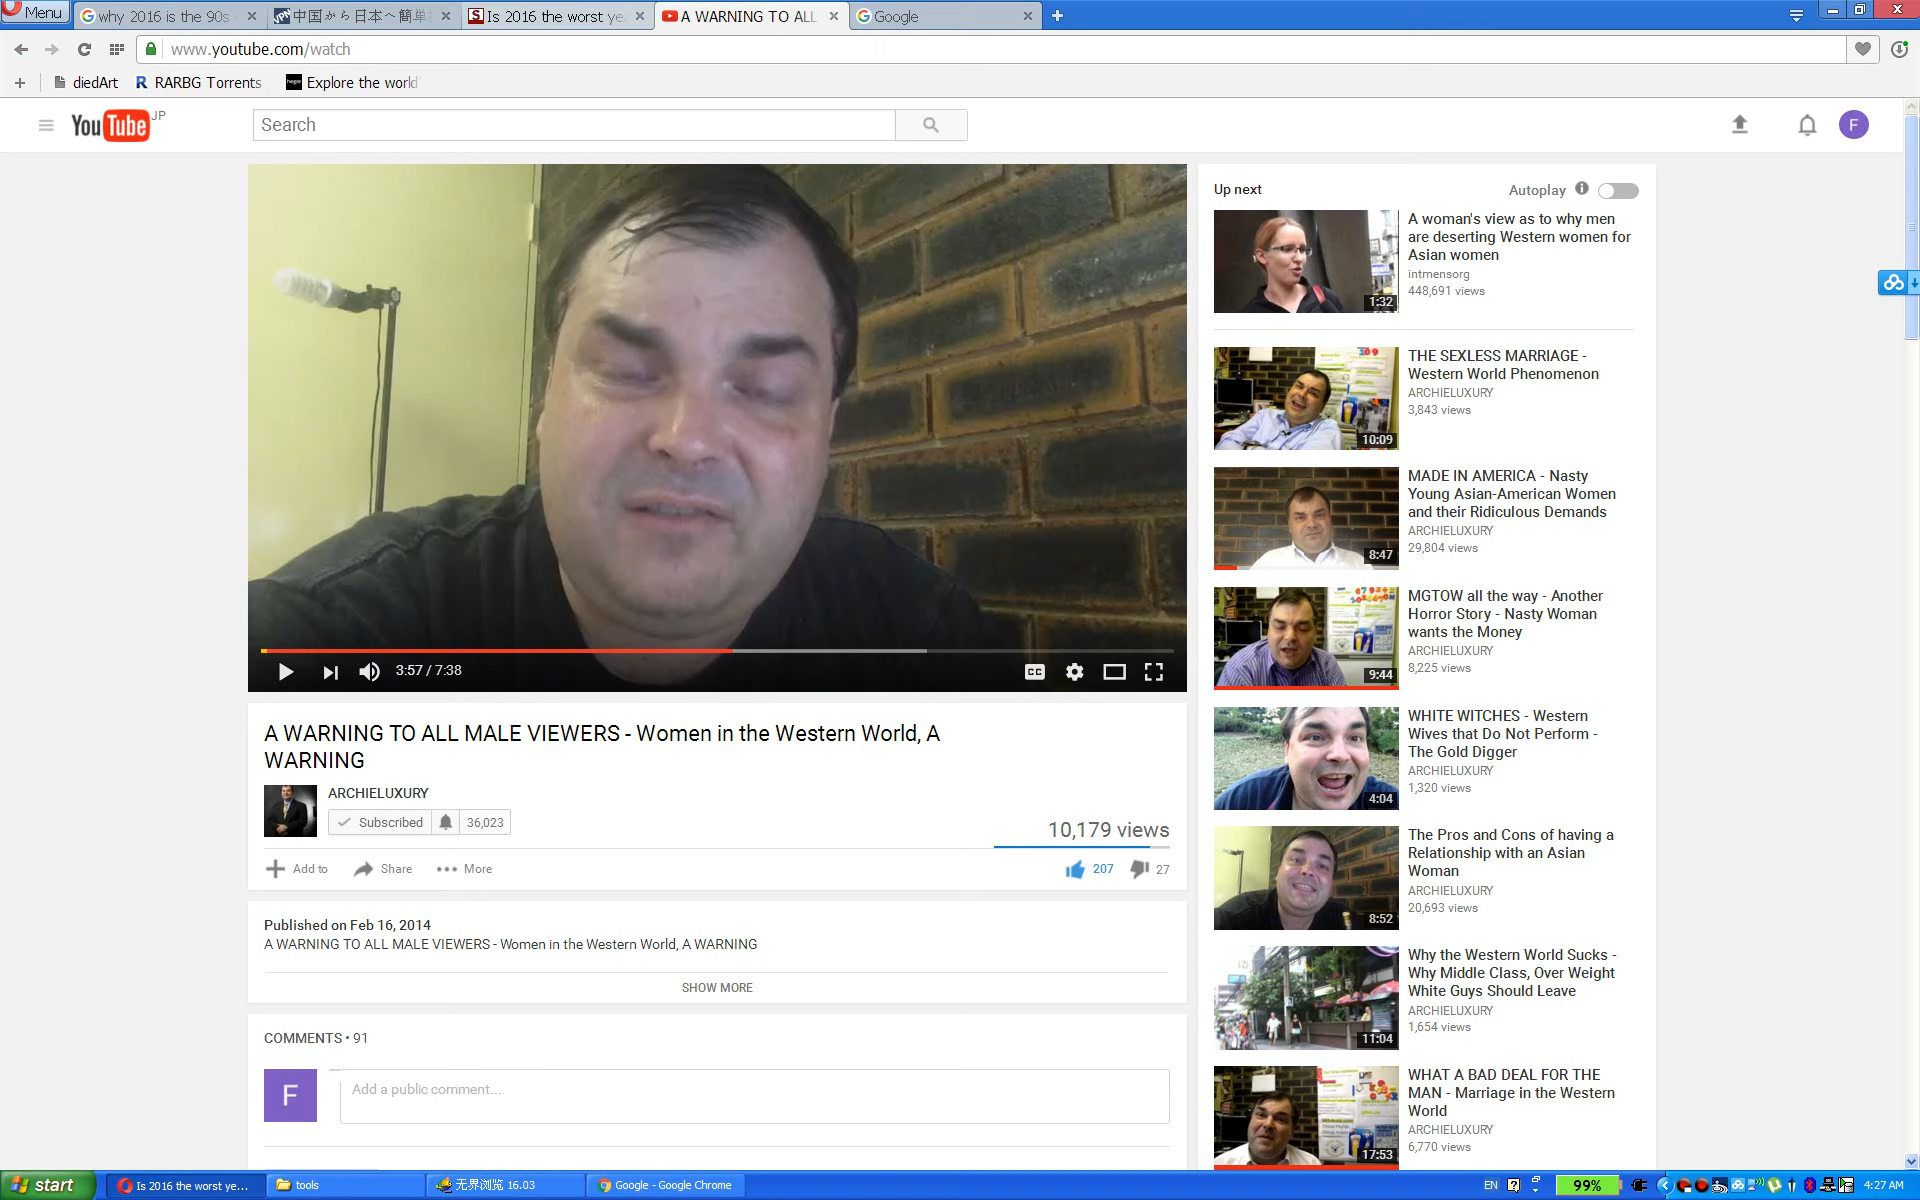 Menu
why 2016 is the 90s
中国から日本へ簡単
Is 2016 the worst ye
A WARNING TO ALL
Google
www.youtube.com/watch
diedArt
RARBG Torrents
Explore the world
YouTube JP
Search
F
Up next
Autoplay
A woman's view as to why men
are deserting Western women for
Asian women
intmensorg
448,691 views
1:32
THE SEXLESS MARRIAGE -
Western World Phenomenon
ARCHIELUXURY
3,843 views
10:09
MADE IN AMERICA - Nasty
Young Asian-American Women
and their Ridiculous Demands
ARCHIELUXURY
29,804 views
8:47
MGTOW all the way - Another
Horror Story - Nasty Woman
wants the Money
ARCHIELUXURY
8,225 views
9:44
WHITE WITCHES - Western
Wives that Do Not Perform -
The Gold Digger
ARCHIELUXURY
1,320 views
4:04
The Pros and Cons of having a
Relationship with an Asian
Woman
ARCHIELUXURY
20,693 views
8:52
Why the Western World Sucks -
Why Middle Class, Over Weight
White Guys Should Leave
ARCHIELUXURY
1,654 views
11:04
WHAT A BAD DEAL FOR THE
MAN - Marriage in the Western
World
ARCHIELUXURY
6,770 views
17:53
3:57 / 7:38
CC
A WARNING TO ALL MALE VIEWERS - Women in the Western World, A
WARNING
ARCHIELUXURY
Subscribed
36,023
10,179 views
Add to
Share
More
207
27
Published on Feb 16, 2014
A WARNING TO ALL MALE VIEWERS - Women in the Western World, A WARNING
SHOW MORE
COMMENTS • 91
F
Add a public comment...
start
Is 2016 the worst ye...
tools
无界浏览 16.03
Google - Google Chrome
EN
99%
4:27 AM